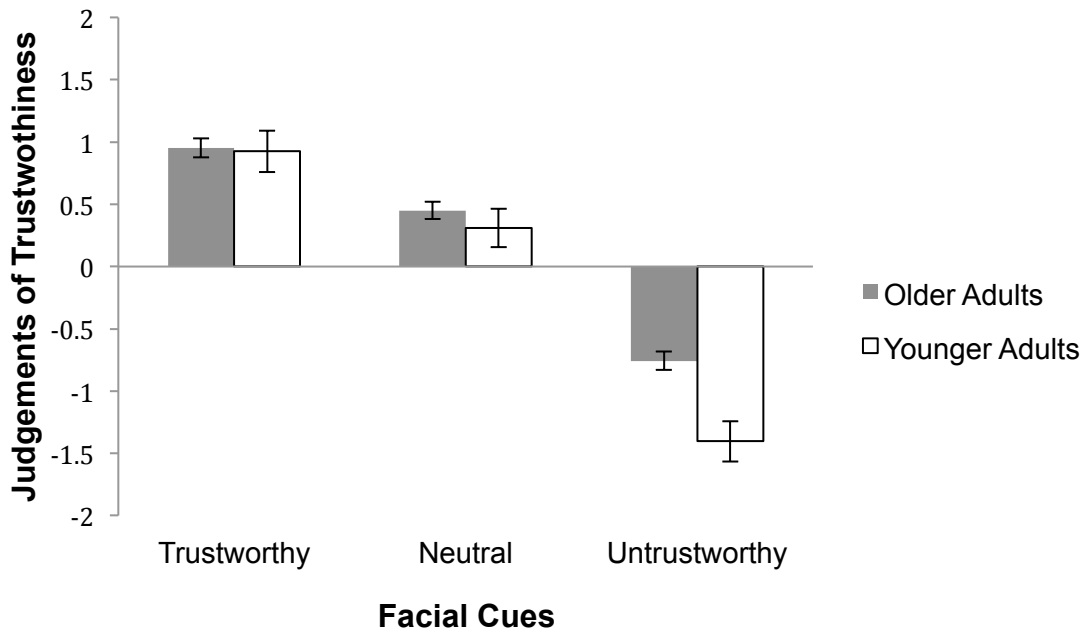 Judgements of Trustwothiness
2
1.5
1
0.5
0
-0.5
-1
-1.5
-2
Trustworthy
Neutral
Untrustworthy
Facial Cues
Older Adults
Younger Adults